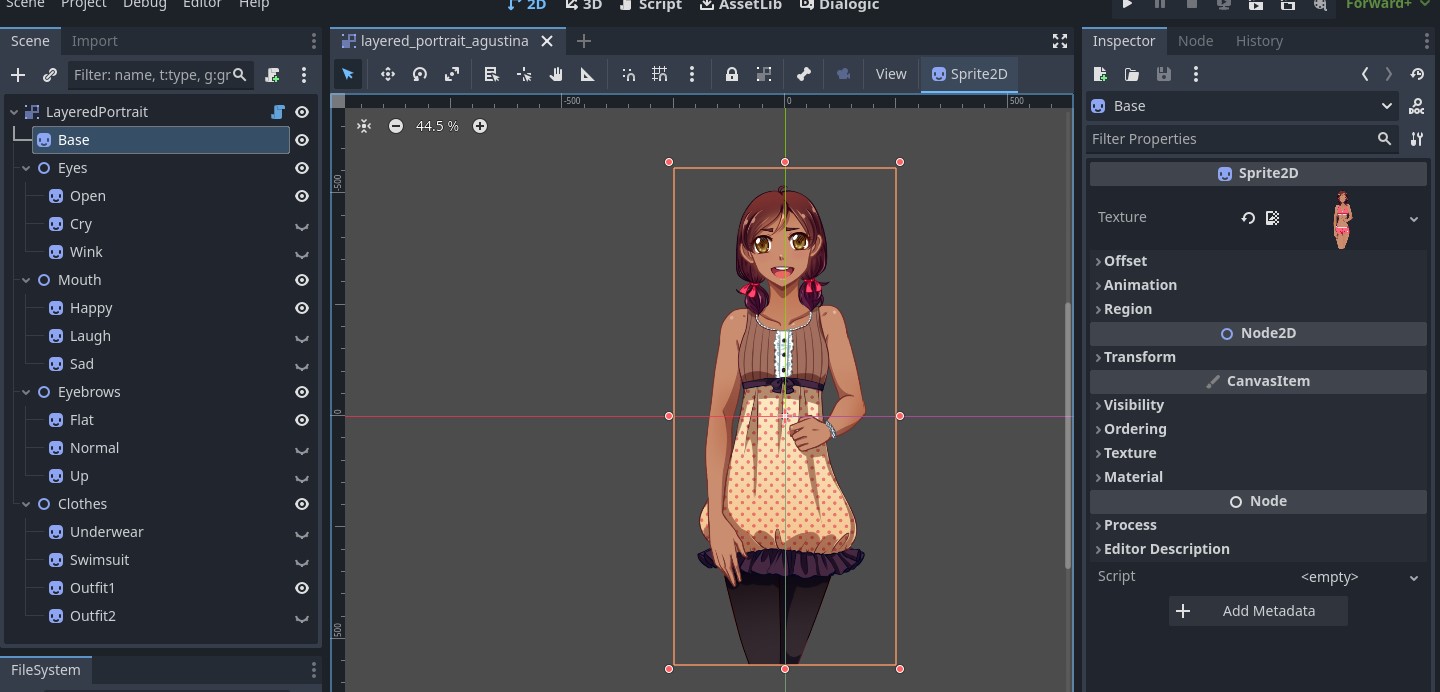 Scene Project Debug Editor Help
2D 3D Script AssetLib Dialogic
Forward+
Scene Import
layered_portrait_agustina
Inspector Node History
Filter: name, t:type, g:gr
View Sprite2D
LayeredPortrait
Base
Eyes
Open
Cry
Wink
Mouth
Happy
Laugh
Sad
Eyebrows
Flat
Normal
Up
Clothes
Underwear
Swimsuit
Outfit1
Outfit2
FileSystem
-500 0 500
44.5 %
-500
0
500
Base
Filter Properties
Sprite2D
Texture
Offset
Animation
Region
Node2D
Transform
CanvasItem
Visibility
Ordering
Texture
Material
Node
Process
Editor Description
Script <empty>
Add Metadata